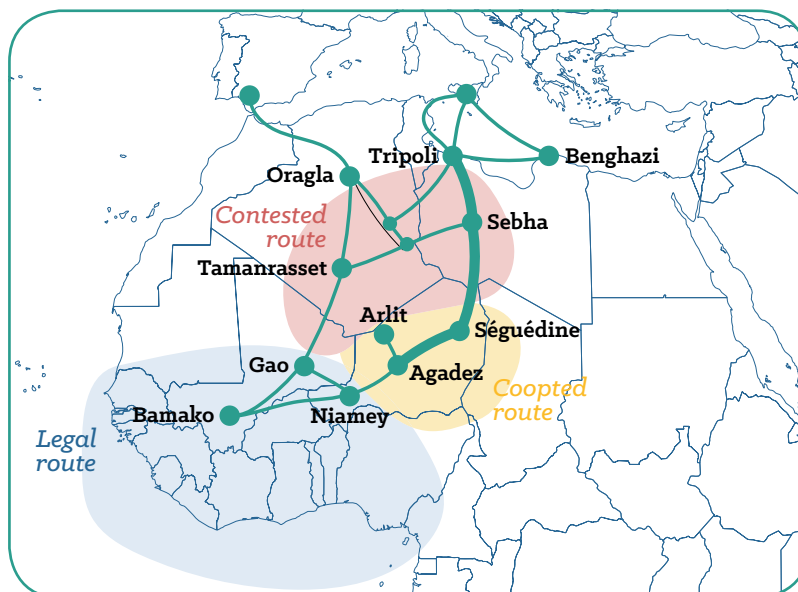 Tripoli
Benghazi
Oragla
Contested
route
Sebha
Tamanrasset
Arlit
Séguédine
Gao
Agadez
Coopted
route
Bamako
Niamey
Legal
route